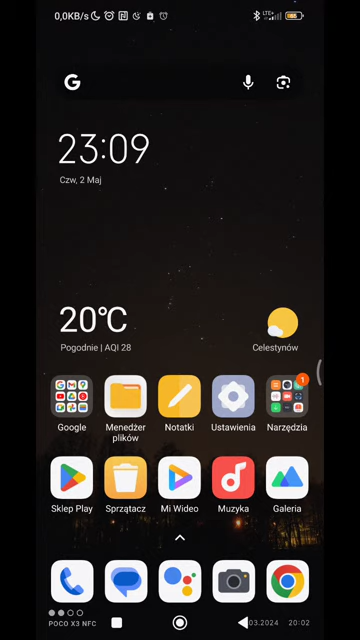 0,0KB/s
LTE+
23:09
Czw, 2 Maj
20°C
Pogodnie | AQI 28
Celestynów
1
Google
Menedżer plików
Notatki
Ustawienia
Narzędzia
Sklep Play
Sprzątacz
Mi Wideo
Muzyka
Galeria
POCO X3 NFC
03.2024 20:02